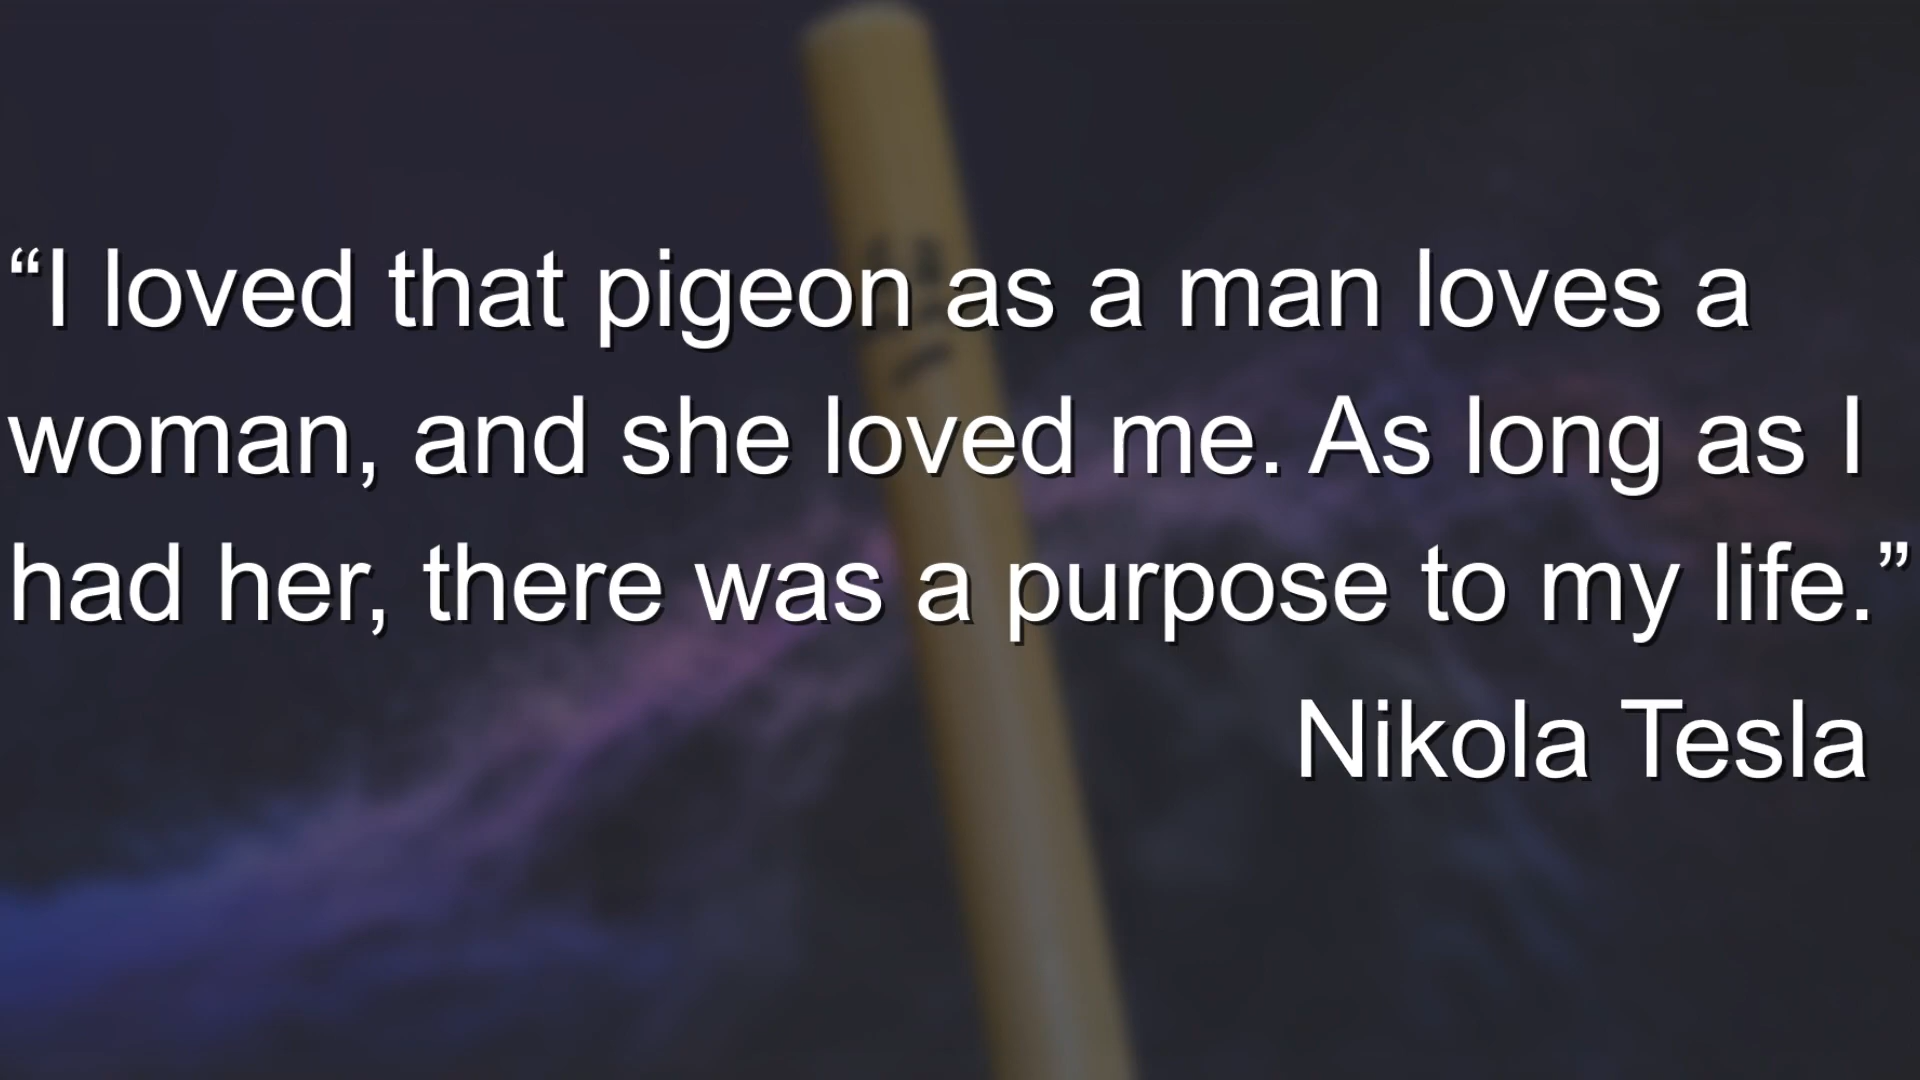 “I loved that pigeon as a man loves a
woman, and she loved me. As long as I
had her, there was a purpose to my life.”
Nikola Tesla